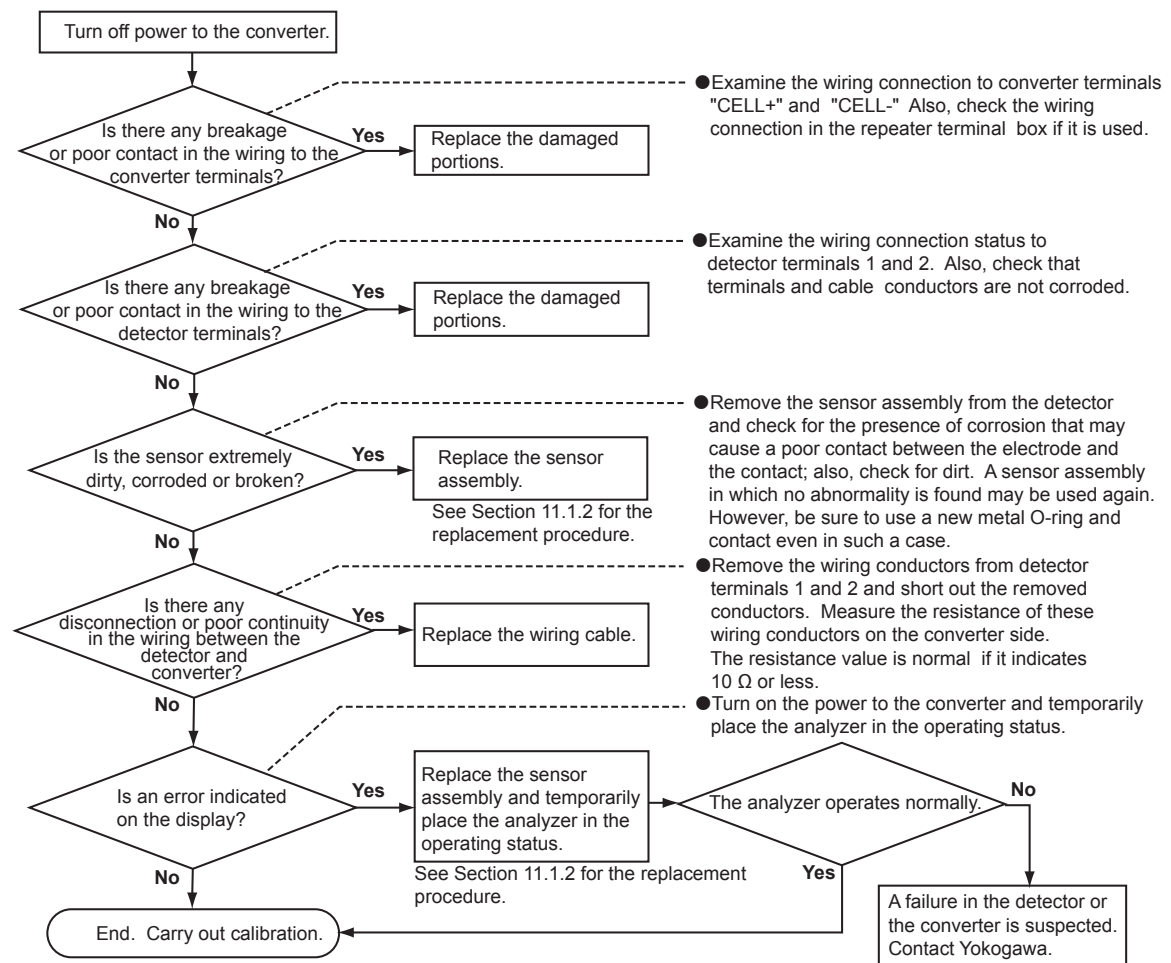 Turn off power to the converter.
Is there any breakage
or poor contact in the wiring to the
converter terminals?
Yes
Replace the damaged
portions.
●Examine the wiring connection to converter terminals
"CELL+" and "CELL-" Also, check the wiring
connection in the repeater terminal box if it is used.
No
Is there any breakage
or poor contact in the wiring to the
detector terminals?
Yes
Replace the damaged
portions.
●Examine the wiring connection status to
detector terminals 1 and 2. Also, check that
terminals and cable conductors are not corroded.
No
Is the sensor extremely
dirty, corroded or broken?
Yes
Replace the sensor
assembly.
See Section 11.1.2 for the
replacement procedure.
●Remove the sensor assembly from the detector
and check for the presence of corrosion that may
cause a poor contact between the electrode and
the contact; also, check for dirt. A sensor assembly
in which no abnormality is found may be used again.
However, be sure to use a new metal O-ring and
contact even in such a case.
No
Is there any
disconnection or poor continuity
in the wiring between the
detector and
converter?
Yes
Replace the wiring cable.
●Remove the wiring conductors from detector
terminals 1 and 2 and short out the removed
conductors. Measure the resistance of these
wiring conductors on the converter side.
The resistance value is normal if it indicates
10 Ω or less.
No
Is an error indicated
on the display?
Yes
Replace the sensor
assembly and temporarily
place the analyzer in the
operating status.
See Section 11.1.2 for the replacement
procedure.
●Turn on the power to the converter and temporarily
place the analyzer in the operating status.
The analyzer operates normally.
No
Yes
A failure in the detector or
the converter is suspected.
Contact Yokogawa.
No
End. Carry out calibration.